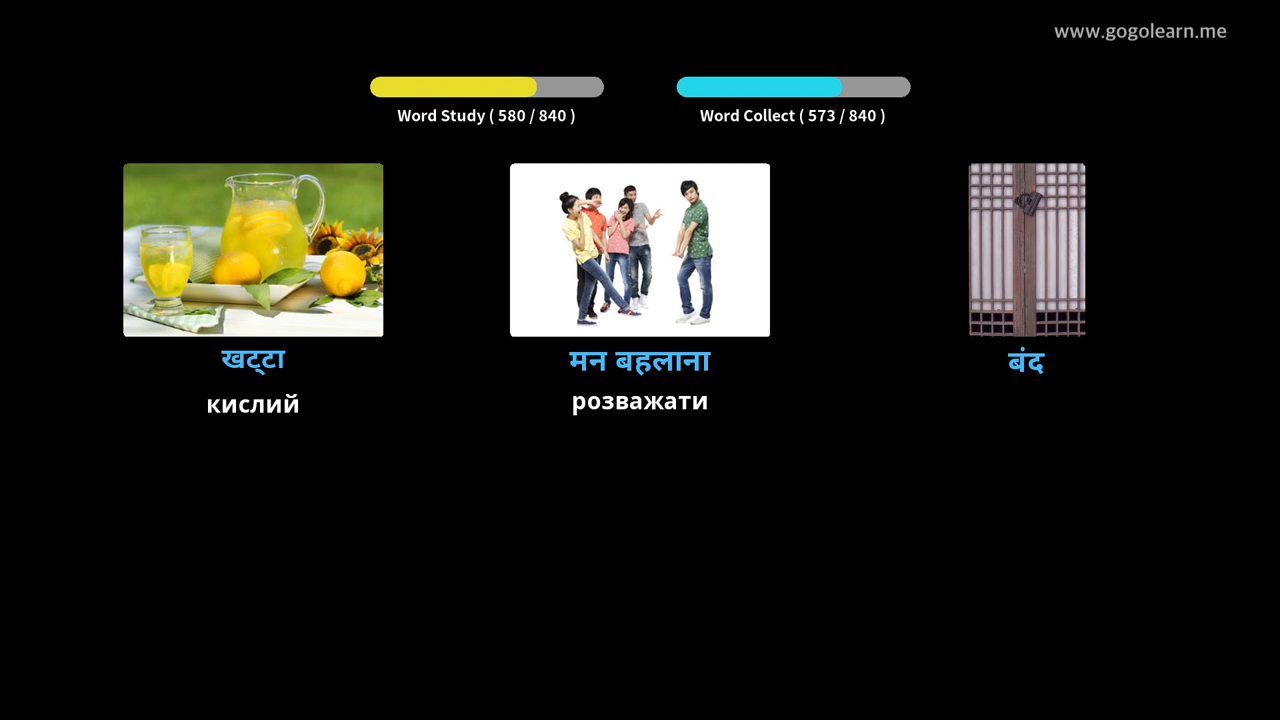 www.gogolearn.me
Word Study ( 580 / 840 )
Word Collect ( 573 / 840 )
खट्‌टा
मन बहलाना
बंद
кислий
розважати